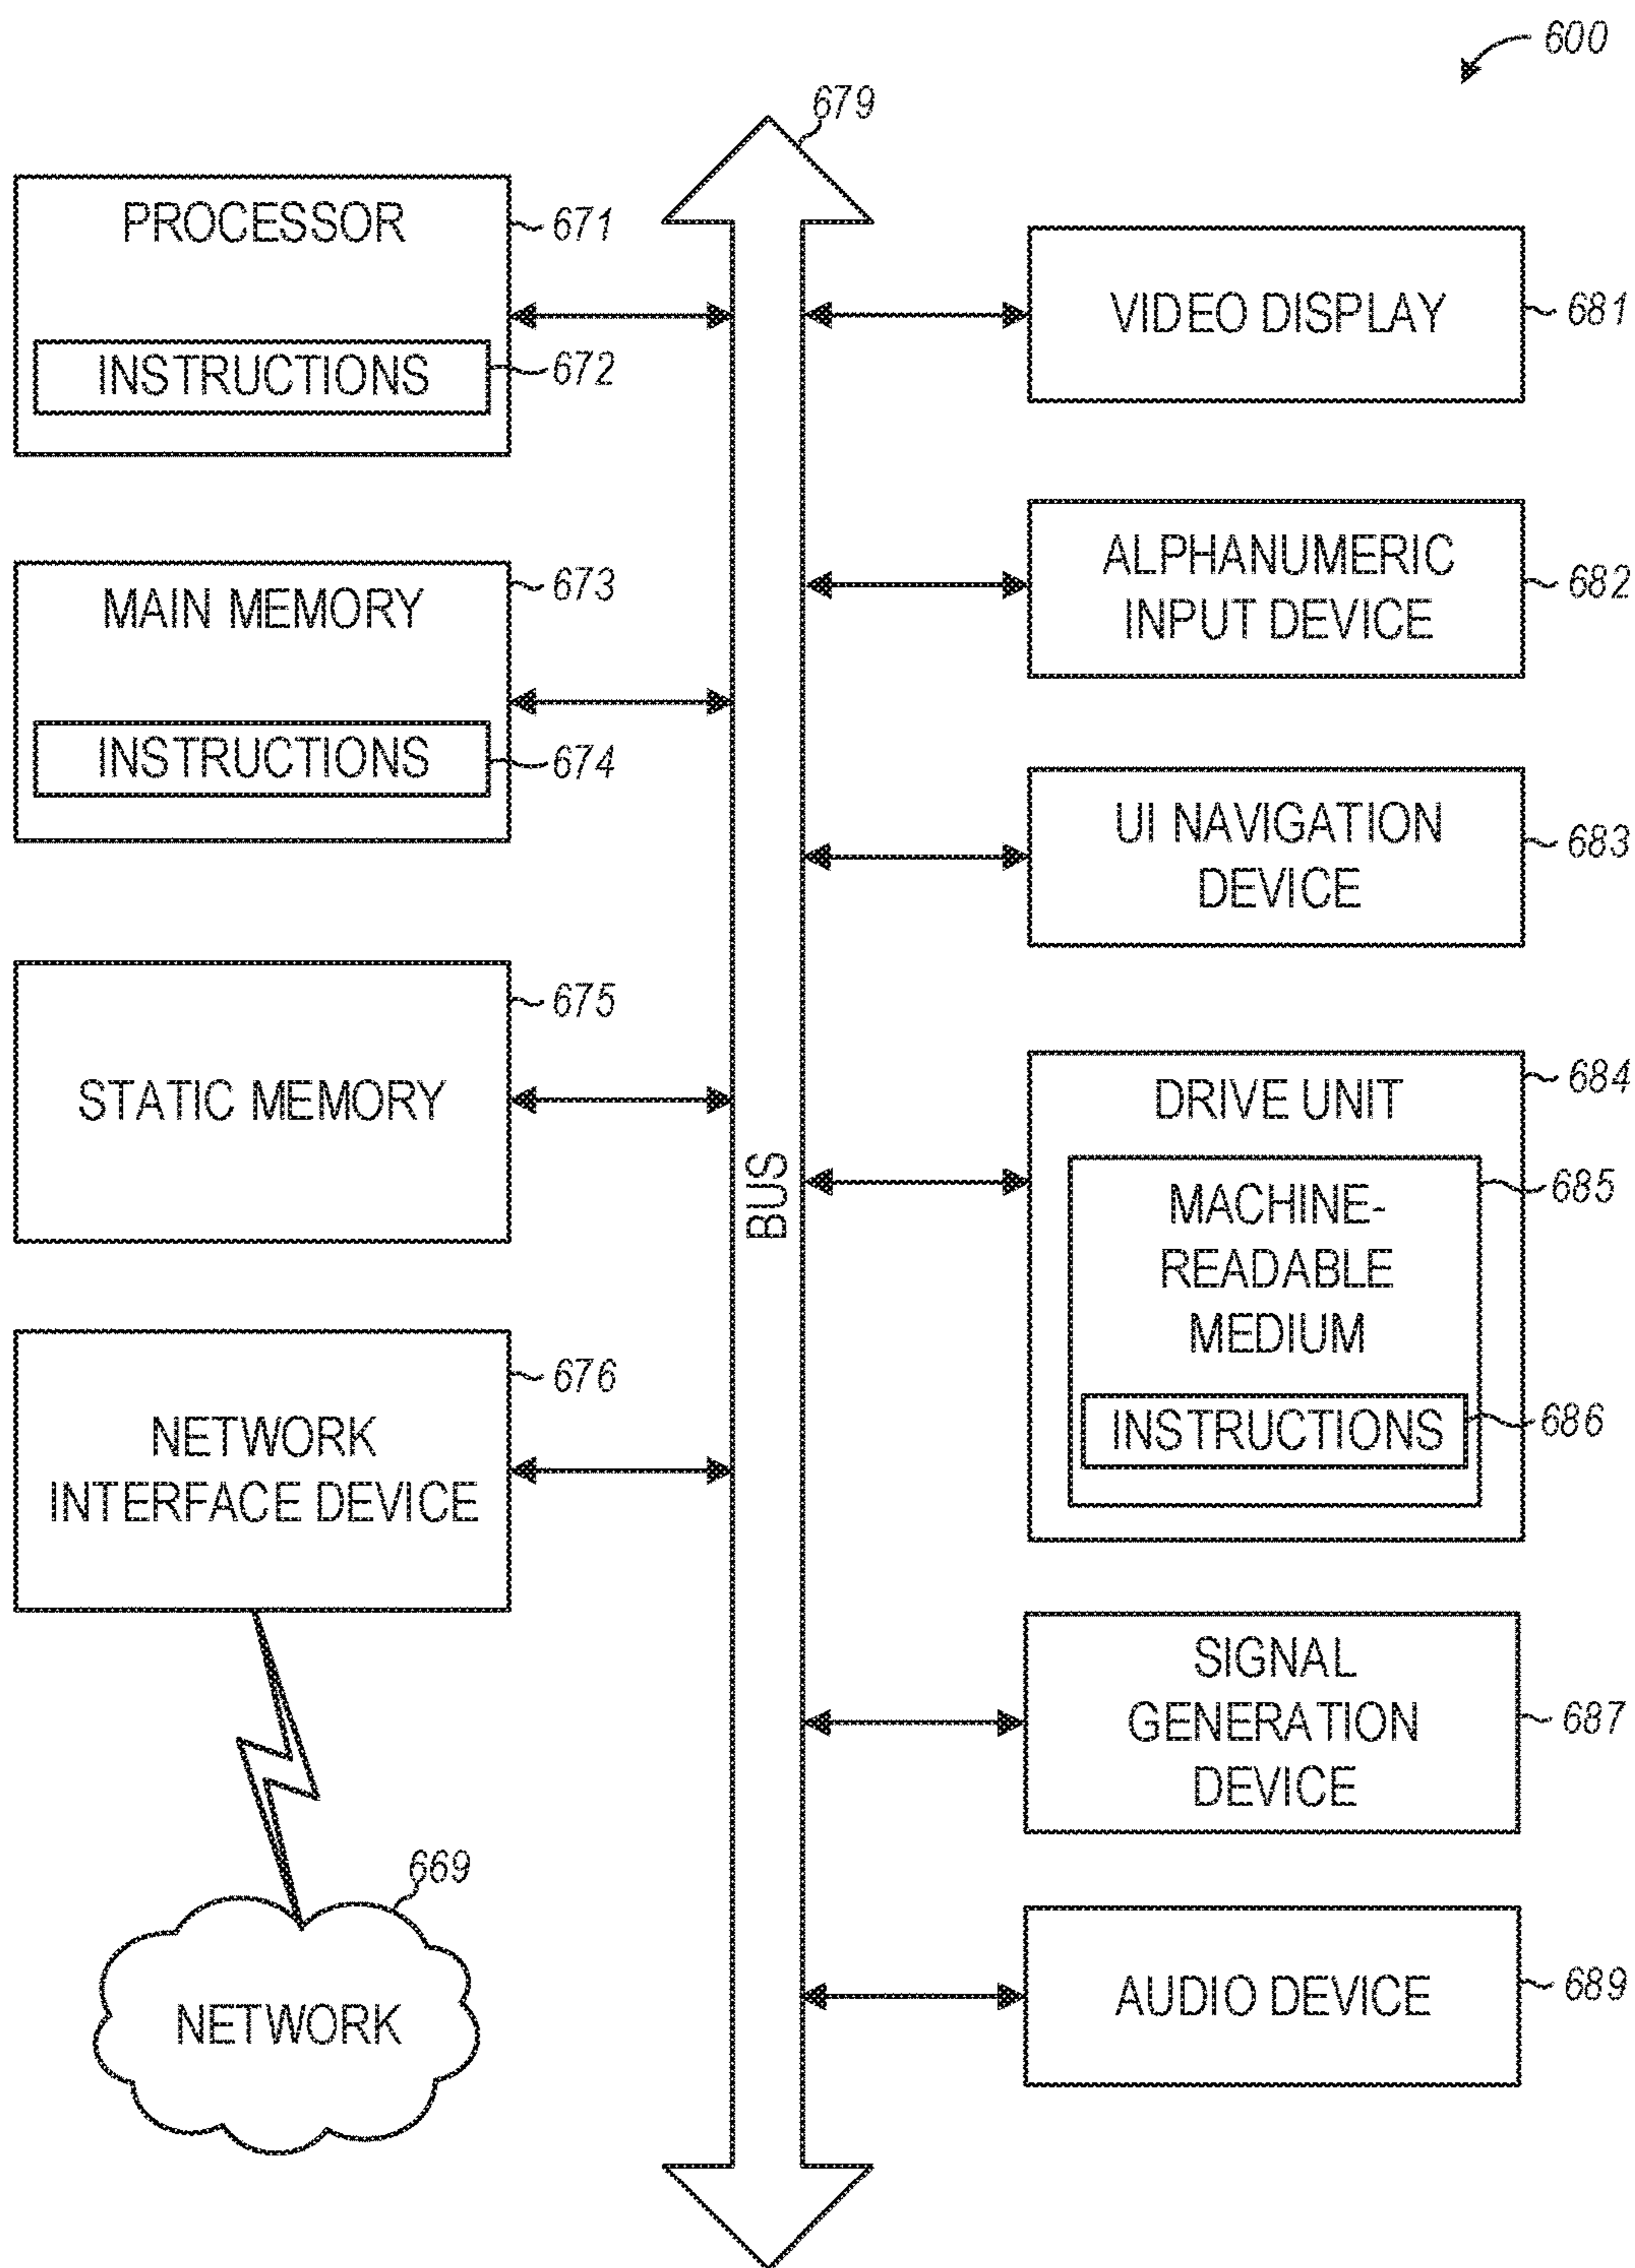 600
679
PROCESSOR
671
INSTRUCTIONS
672
MAIN MEMORY
673
INSTRUCTIONS
674
STATIC MEMORY
675
NETWORK
INTERFACE DEVICE
676
NETWORK
669
BUS
VIDEO DISPLAY
681
ALPHANUMERIC
INPUT DEVICE
682
UI NAVIGATION
DEVICE
683
DRIVE UNIT
684
MACHINE-
READABLE
MEDIUM
685
INSTRUCTIONS
686
SIGNAL
GENERATION
DEVICE
687
AUDIO DEVICE
689